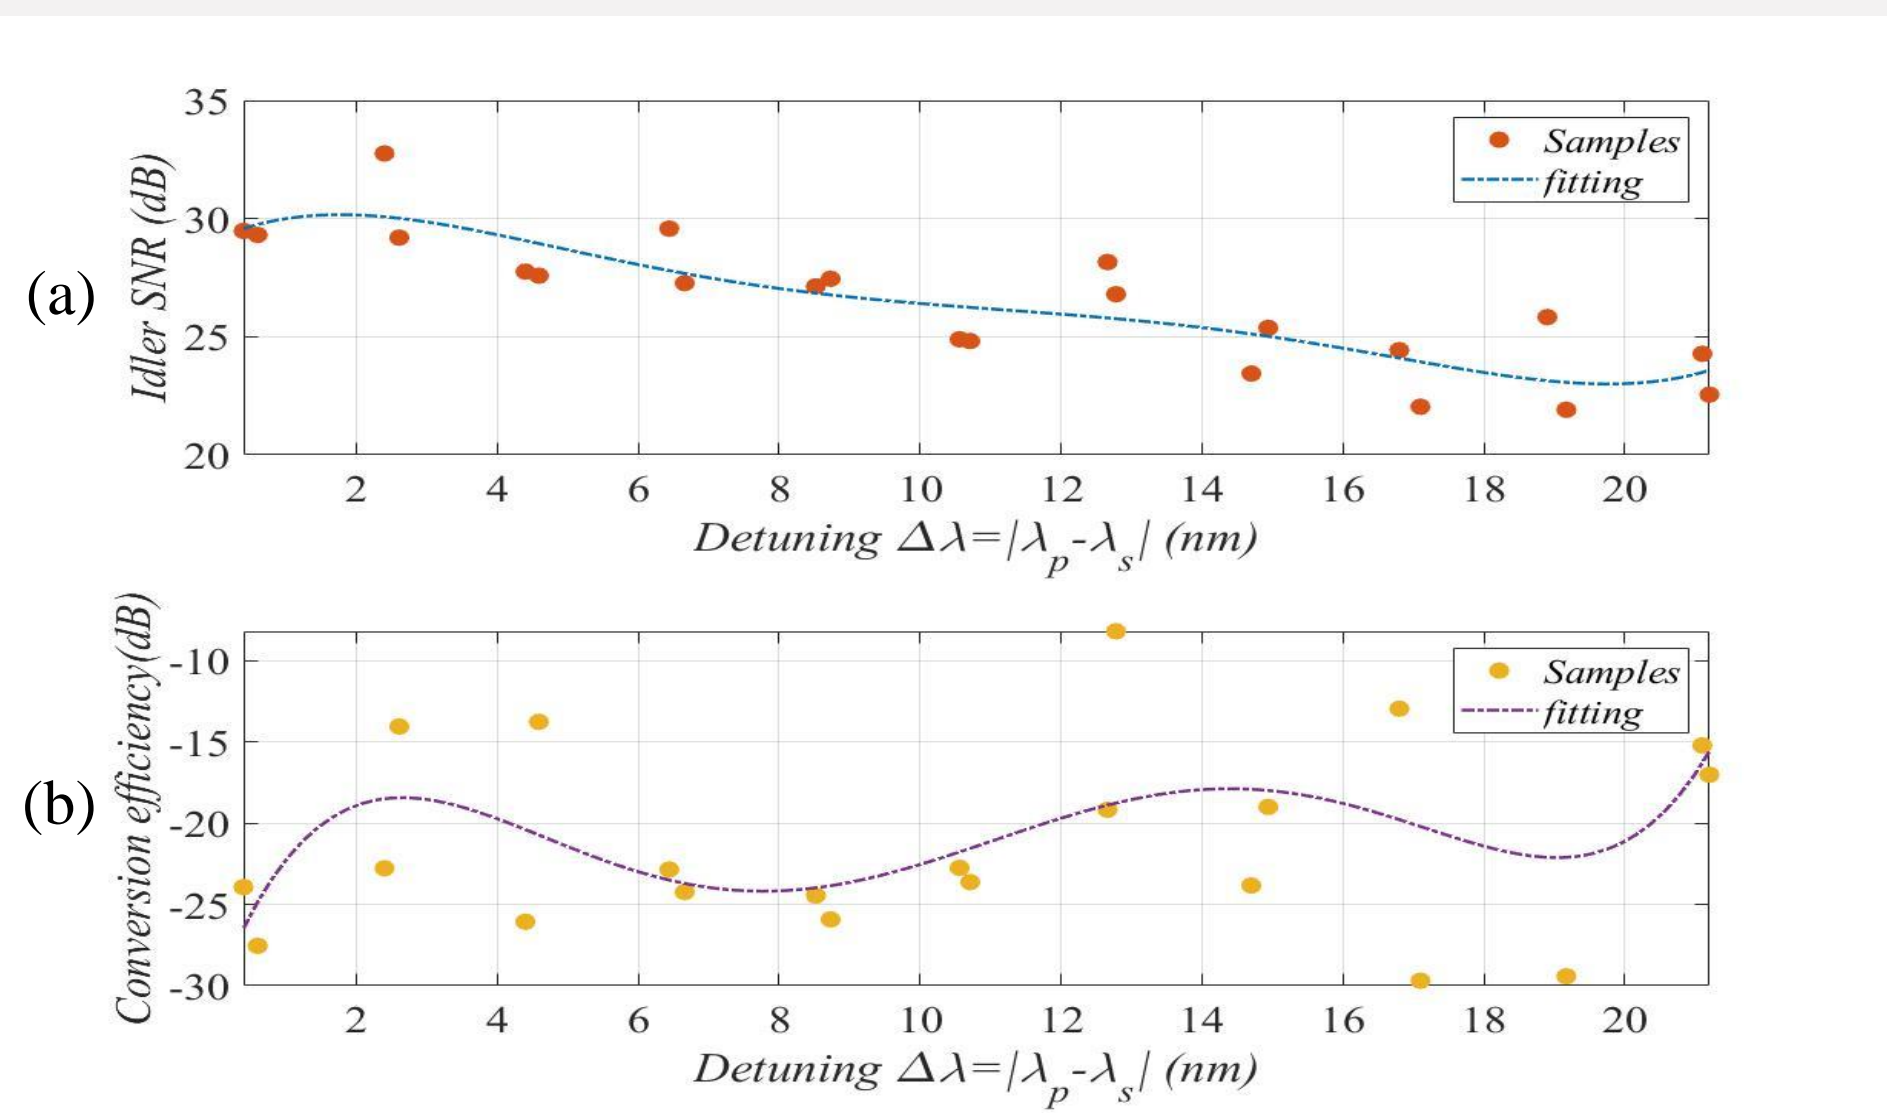 (a)
Idler SNR (dB)
35
30
25
20
Samples
fitting
2 4 6 8 10 12 14 16 18 20
Detuning Δλ=|λp-λs| (nm)
(b)
Conversion efficiency(dB)
-10
-15
-20
-25
-30
Samples
fitting
2 4 6 8 10 12 14 16 18 20
Detuning Δλ=|λp-λs| (nm)